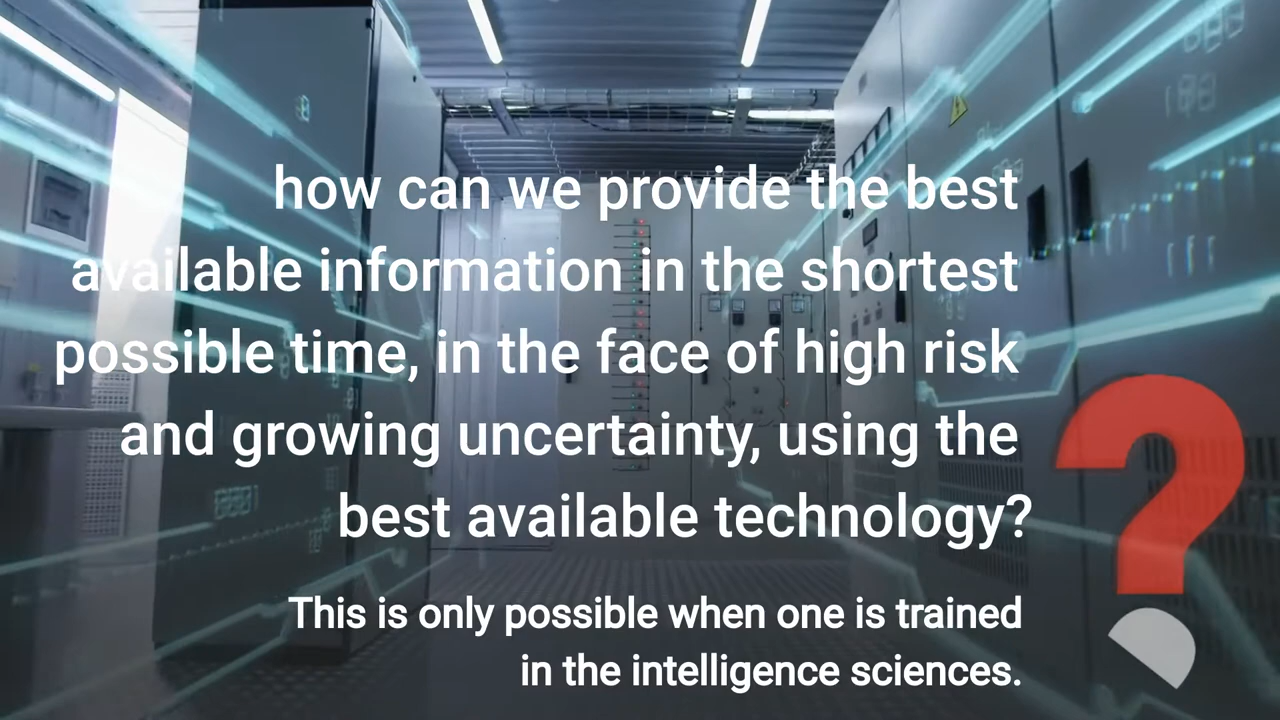 how can we provide the best
available information in the shortest
possible time, in the face of high risk
and growing uncertainty, using the
best available technology?
This is only possible when one is trained
in the intelligence sciences.
?